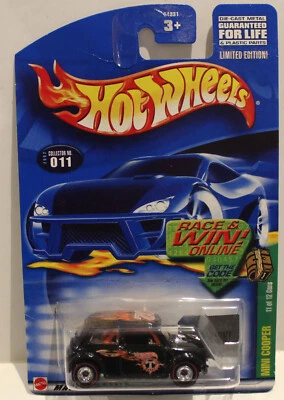 3+
DIE-CAST METAL
GUARANTEED
FOR LIFE
& PLASTIC PARTS
LIMITED EDITION!
HOT WHEELS
COLLECTOR NO.
011
RACE &
WIN!
ONLINE
GET THE
CODE
11 of 12 Cars
MINI COOPER